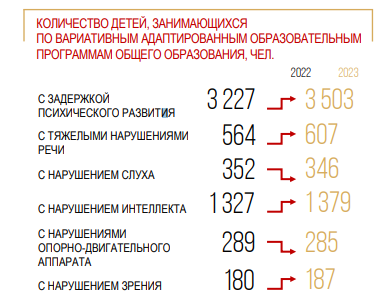 КОЛИЧЕСТВО ДЕТЕЙ, ЗАНИМАЮЩИХСЯ
ПО ВАРИАТИВНЫМ АДАПТИРОВАННЫМ ОБРАЗОВАТЕЛЬНЫМ
ПРОГРАММАМ ОБЩЕГО ОБРАЗОВАНИЯ, ЧЕЛ.
2022 2023
С ЗАДЕРЖКОЙ
ПСИХИЧЕСКОГО РАЗВИТИЯ 3 227 3 503
С ТЯЖЕЛЫМИ НАРУШЕНИЯМИ
РЕЧИ 564 607
С НАРУШЕНИЕМ СЛУХА 352 346
С НАРУШЕНИЕМ ИНТЕЛЛЕКТА 1 327 1 379
С НАРУШЕНИЯМИ
ОПОРНО-ДВИГАТЕЛЬНОГО 289 285
АППАРАТА
С НАРУШЕНИЕМ ЗРЕНИЯ 180 187